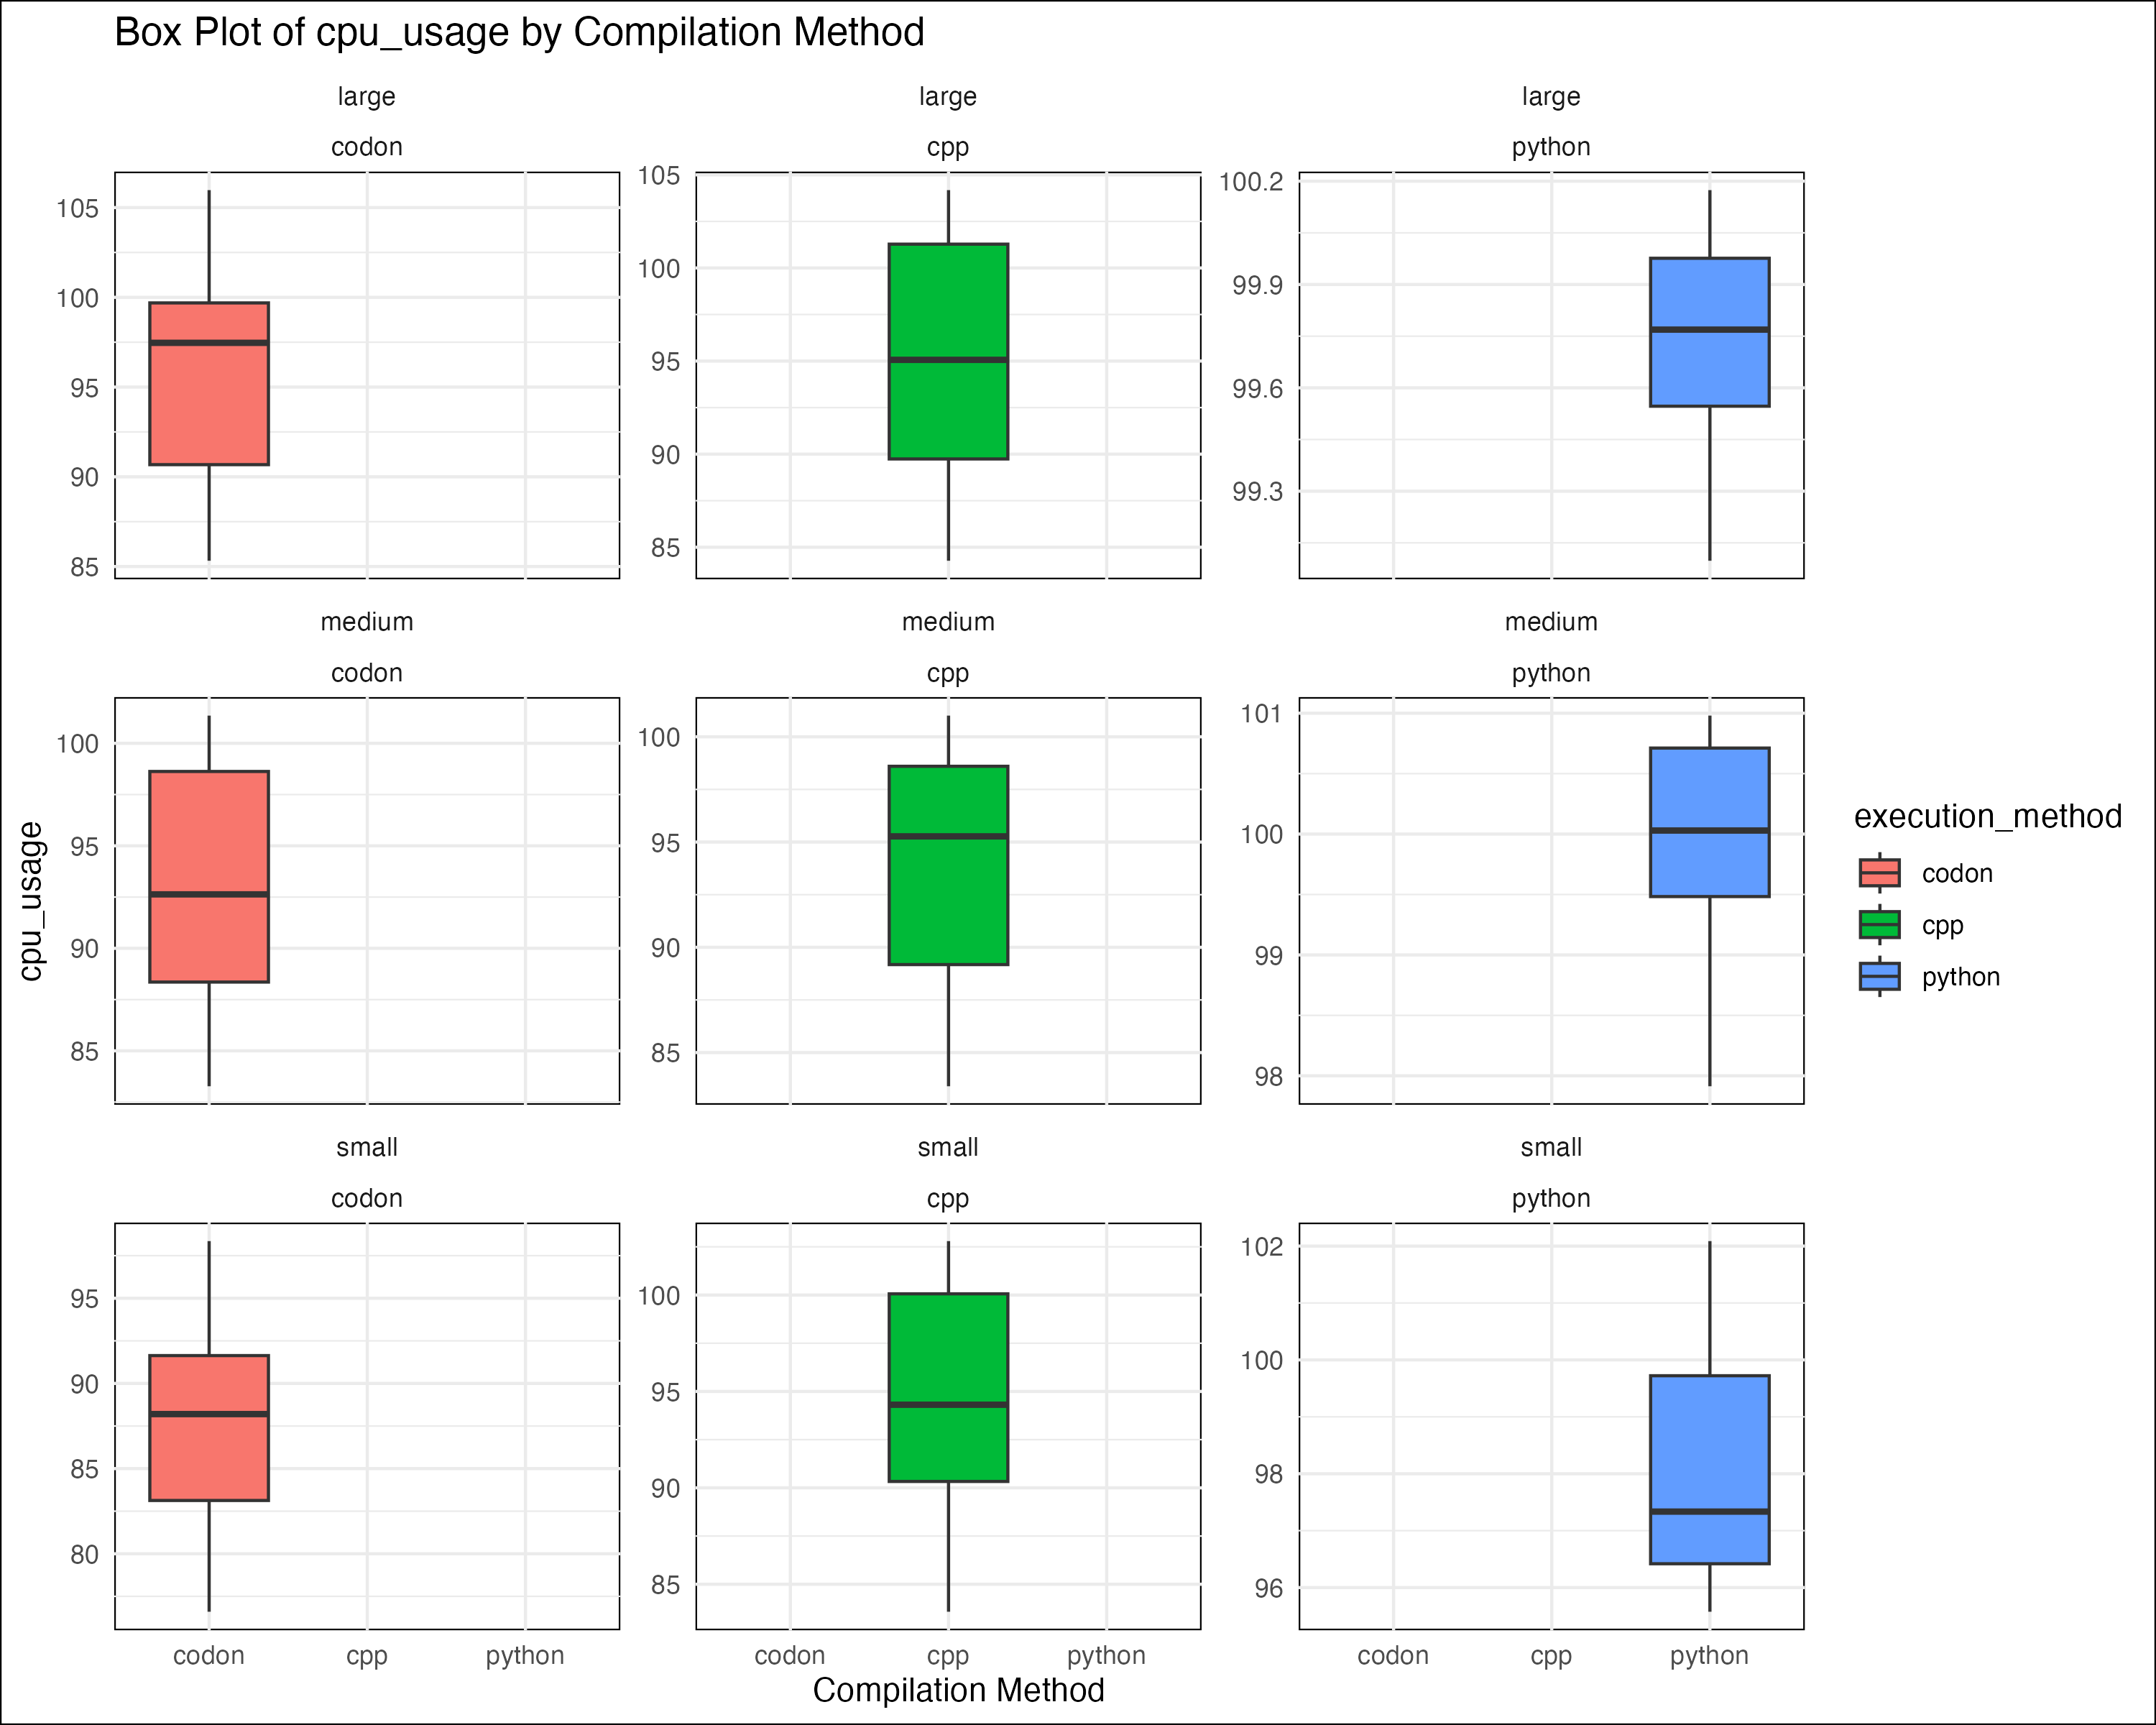 Box Plot of cpu_usage by Compilation Method
large
large
large
codon
cpp
python
105
100
95
90
85
105
100
95
90
85
100.2
99.9
99.6
99.3
medium
medium
medium
codon
cpp
python
100
95
90
85
100
95
90
85
101
100
99
98
small
small
small
codon
cpp
python
95
90
85
80
100
95
90
85
102
100
98
96
codon cpp python
codon cpp python
codon cpp python
Compilation Method
cpu_usage
execution_method
codon
cpp
python